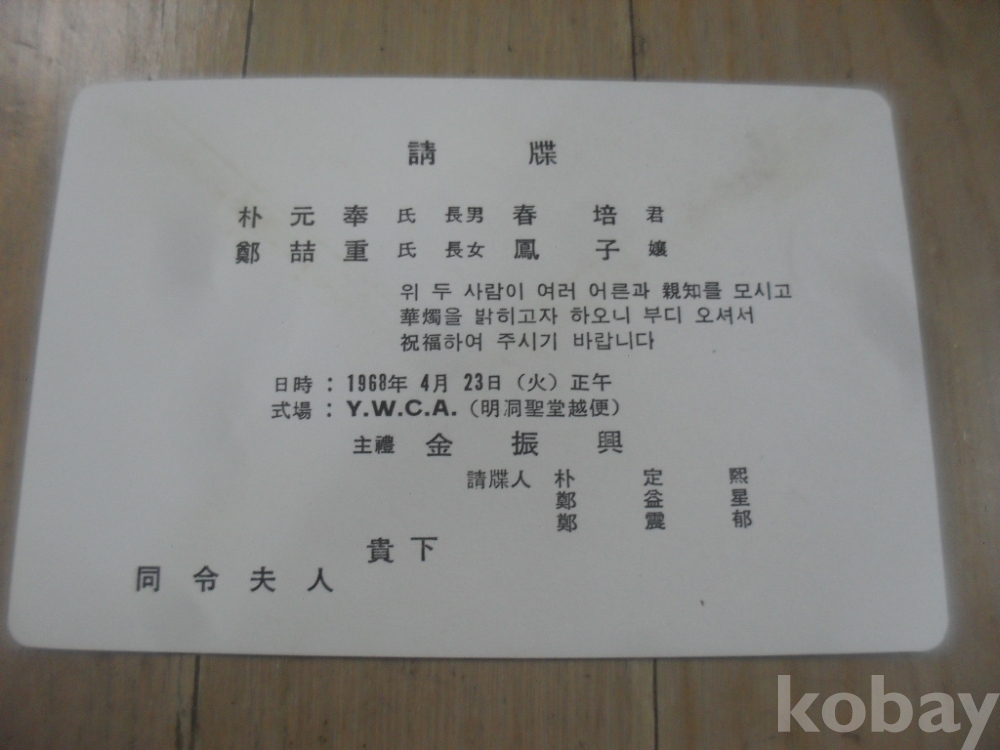 請 牒
朴 元 奉 氏 長男 春 培 君
鄭 喆 重 氏 長女 鳳 子 孃
위 두 사람이 여러 어른과 親知를 모시고
華燭을 밝히고자 하오니 부디 오셔서
祝福하여 주시기 바랍니다
日時 : 1968年 4月 23日 (火) 正午
式場 : Y.W.C.A. (明洞聖堂越便)
主禮 金 振 興
請牒人 朴 定 熙
鄭 益 星
鄭 震 郁
貴下
同令夫人
kobay